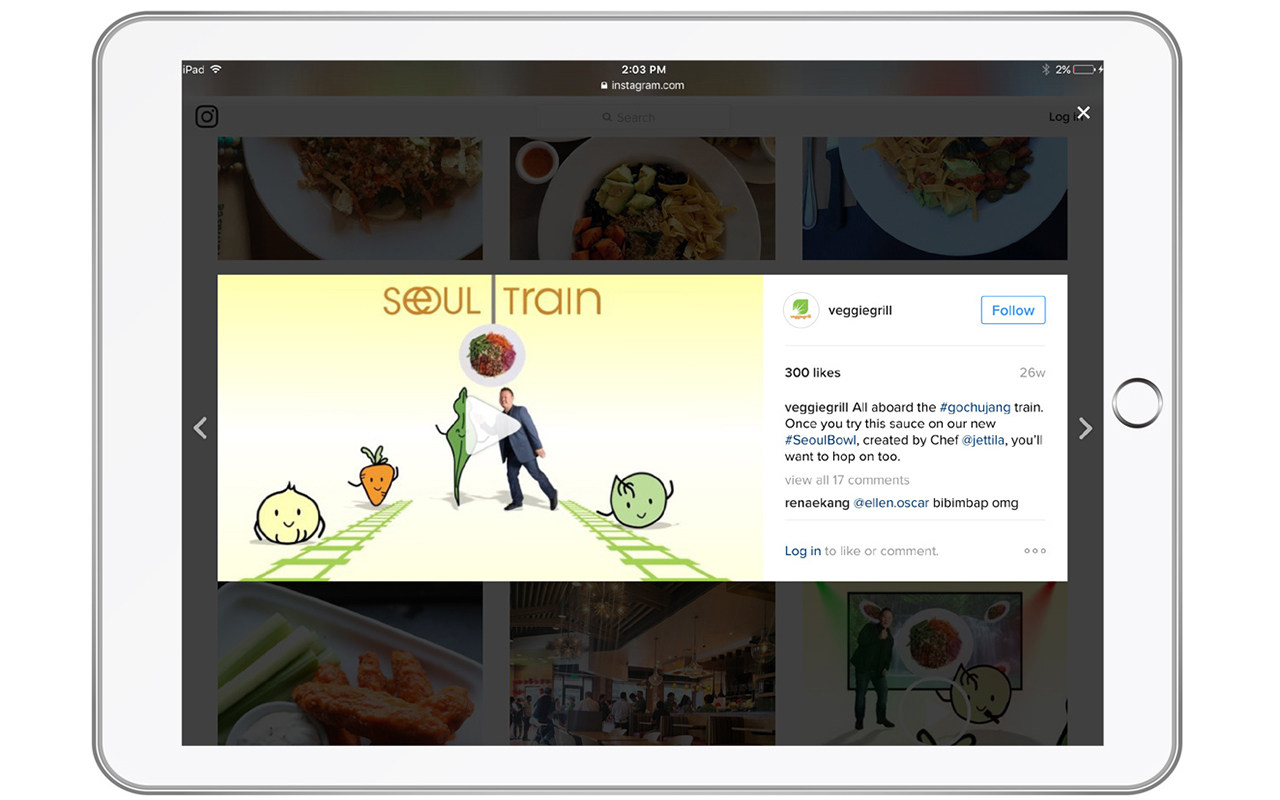 iPad
2:03 PM
2%
instagram.com
Search
Log in
SEOUL Train
veggiegrill
Follow
300 likes
26w
veggiegrill All aboard the #gochujang train.
Once you try this sauce on our new
#SeoulBowl, created by Chef @jettila, you'll
want to hop on too.
view all 17 comments
renaekang @ellen.oscar bibimbap omg
Log in to like or comment.